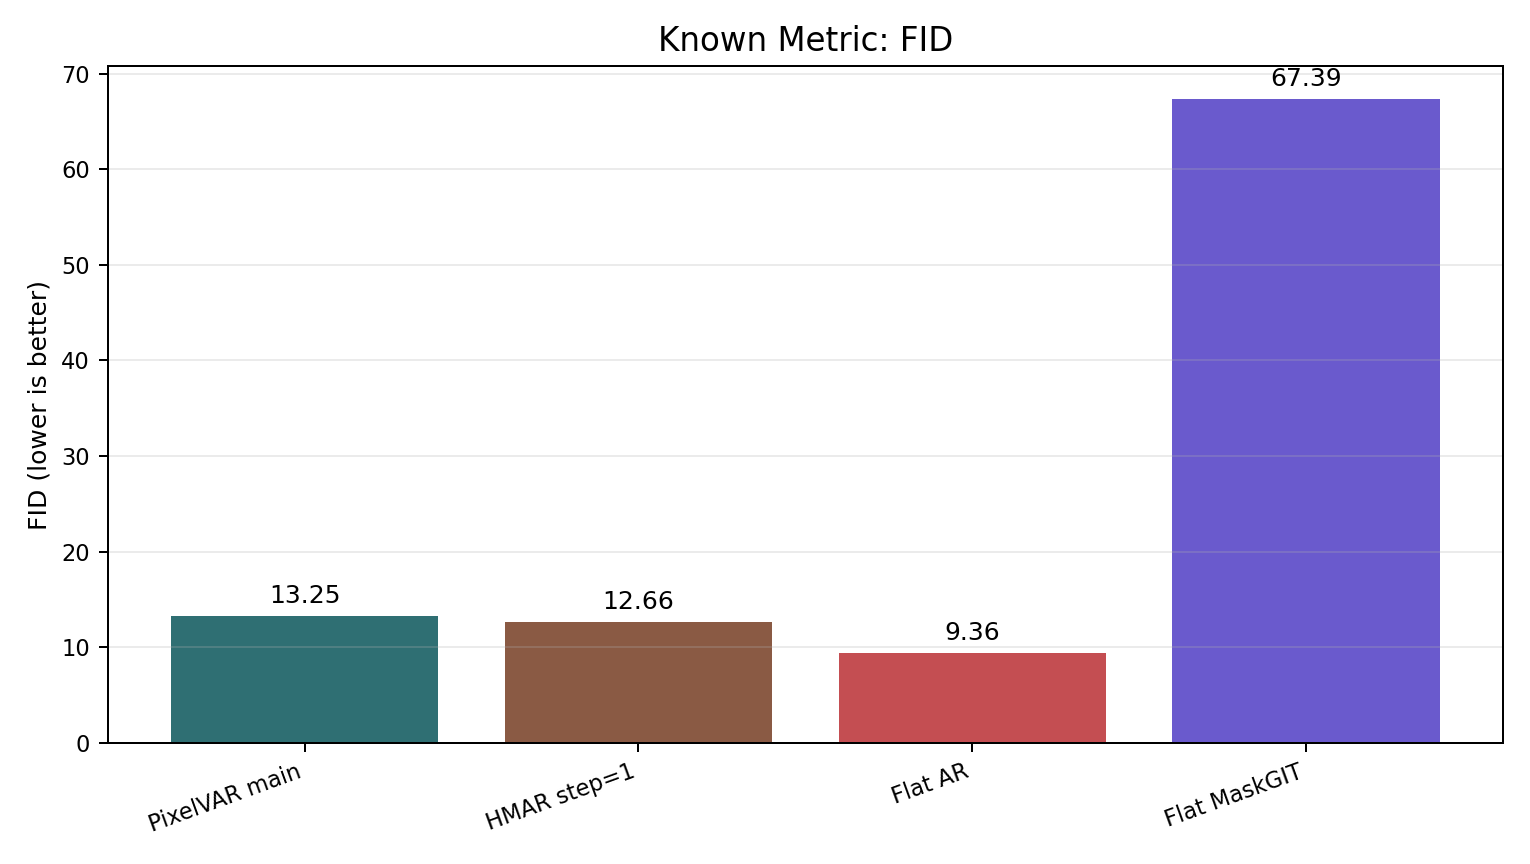 Known Metric: FID
FID (lower is better)
70
60
50
40
30
20
10
0
13.25
12.66
9.36
67.39
PixelVAR main
HMAR step=1
Flat AR
Flat MaskGIT